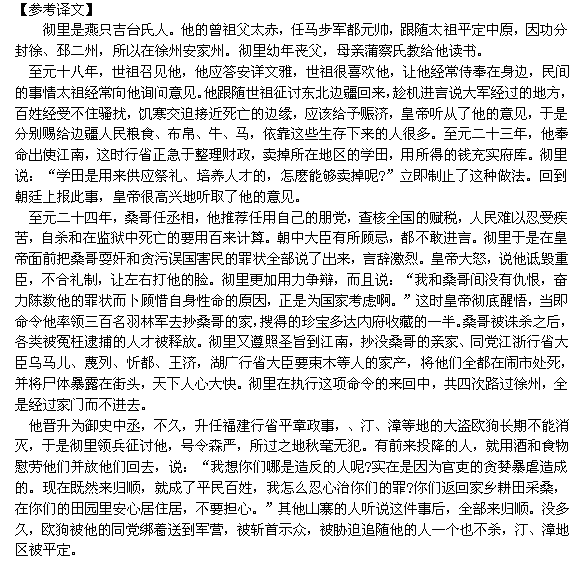 【参考译文】
彻里是燕只吉台氏人。他的曾祖父太赤，任马步军都元帅，跟随太祖平定中原，因功分
封徐、邳二州，所以在徐州安家。彻里幼年丧父，母亲蒲察氏教给他读书。
至元十八年，世祖召见他，他应答安详文雅，世祖很喜欢他，让他经常侍奉在身边，民间
的事情太祖经常向他询问意见。他跟随世祖征讨东北边疆回来，趁机进言说大军经过的地方，
百姓经受不住骚扰，饥寒交迫接近死亡的边缘，应该给予赈济，皇帝听从了他的意见，于是
分别赐给边疆人民粮食、布帛、牛、马，依靠这些生存下来的人很多。至元二十三年，他奉
命出使江南，这时行省正急于整理财政，卖掉所在地区的学田，用所得的钱充实府库。彻里
说：“学田是用来供应祭礼、培养人才的，怎麽能够卖掉呢?”立即制止了这种做法。回到
朝廷上报此事，皇帝很高兴地听取了他的意见。
至元二十四年，桑哥任丞相，他推荐任用自己的朋党，查核全国的赋税，人民难以忍受疾
苦，自杀和在监狱中死亡的要用百来计算。朝中大臣有所顾忌，都不敢进言。彻里于是在皇
帝面前把桑哥耍奸和贪污误国害民的罪状全部说了出来，言辞激烈。皇帝大怒，说他诋毁重
臣，不合礼制，让左右打他的脸。彻里更加用力争辩，而且说：“我和桑哥间没有仇恨，奋
力陈数他的罪状而卜顾惜自身性命的原因，正是为国家考虑啊。”这时皇帝彻底醒悟，当即
命令他率领三百名羽林军去抄桑哥的家，搜得的珍宝多达内府收藏的一半。桑哥被诛杀之后，
各类被冤枉逮捕的人才被释放。彻里又遵照圣旨到江南，抄没桑哥的亲家、同党江浙行省大
臣乌马儿、蔑列、忻都、王济，湖广行省大臣要束木等人的家产，将他们全都在闹市处死，
并将尸体暴露在街头，天下人心大快。彻里在执行这项命令的来回中，共四次路过徐州，全
是经过家门而不进去。
他晋升为御史中丞，不久，升任福建行省平章政事，、汀、漳等地的大盗欧狗长期不能消
灭，于是彻里领兵征讨他，号令森严，所过之地秋毫无犯。有前来投降的人，就用酒和食物
慰劳他们并放他们回去，说：“我想你们哪是造反的人呢?实在是因为官吏的贪婪暴虐造成
的。现在既然来归顺，就成了平民百姓，我怎么忍心治你们的罪?你们返回家乡耕田采桑，
在你们的田园里安心居住，不要担心。”其他山寨的人听说这件事后，全部来归顺。没多
久，欧狗被他的同党绑着送到军营，被斩首示众，被胁迫追随他的人一个也不杀，汀、漳地
区被平定。